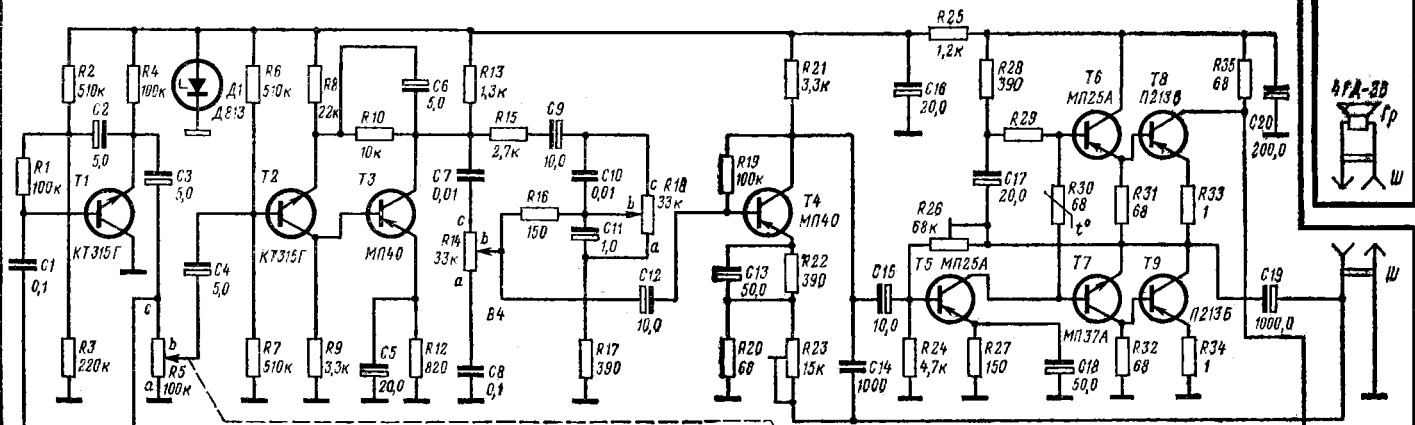 R2
510к
R4
100к
C2
5,0
R1
100к
T1
КТ315Г
C1
0,1
R3
220к
C3
5,0
c
b
a
R5
100к
Д1
Д813
C4
5,0
R6
510к
R7
510к
R8
22к
T2
КТ315Г
R9
3,3к
R10
10к
C6
5,0
T3
МП40
C5
20,0
R12
820
R13
1,3к
C7
0,01
R14
33к
c
b
a
B4
C8
0,1
R15
2,7к
C9
10,0
R16
150
C10
0,01
C11
1,0
c
b
a
R18
33к
R17
390
C12
10,0
R19
100к
R21
3,3к
T4
МП40
C13
50,0
R22
390
R20
68
R23
15к
C14
1000
C15
10,0
C16
20,0
R25
1,2к
R28
390
R29
C17
20,0
R26
68к
T5
МП25А
R24
4,7к
R27
150
C18
50,0
R30
68
t°
T6
МП25А
T7
МП37А
R31
68
R32
68
T8
П213Б
T9
П213Б
R33
1
R34
1
R35
68
C20
200,0
C19
1000,0
4ГД-3В
Гр
Ш
Ш